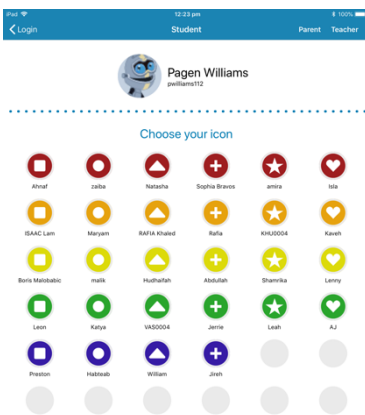 iPad 12:23 pm 100%
Login Student Parent Teacher
Pagen Williams
pwilliams112
Choose your icon
Ahnaf zaiba Natasha Sophia Bravos amira Isla
ISAAC Lam Maryam RAFIA Khaled Rafia KHU0004 Kaveh
Boris Malobabic malik Hudhaifah Abdullah Shamrika Lenny
Leon Katya VAS0004 Jerrie Leah AJ
Preston Habteab William Jireh